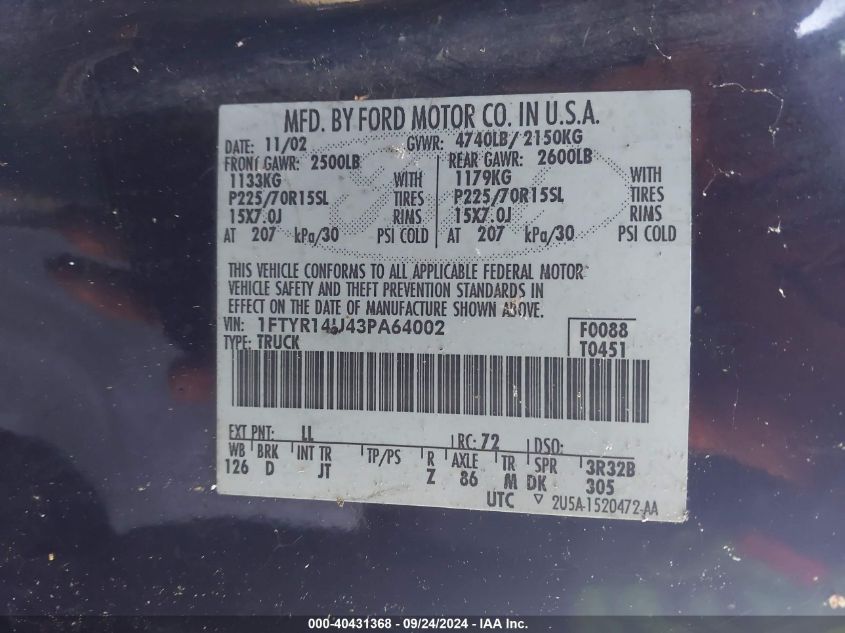 MFD. BY FORD MOTOR CO. IN U.S.A.
DATE: 11/02 GVWR: 4740LB/ 2150KG
FRONT GAWR: 2500LB REAR GAWR: 2600LB
1133KG WITH 1179KG WITH
P225/70R15SL TIRES P225/70R15SL TIRES
15X7.0J RIMS 15X7.0J RIMS
AT 207 kPa/30 PSI COLD AT 207 kPa/30 PSI COLD
THIS VEHICLE CONFORMS TO ALL APPLICABLE FEDERAL MOTOR
VEHICLE SAFETY AND THEFT PREVENTION STANDARDS IN
EFFECT ON THE DATE OF MANUFACTURE SHOWN ABOVE.
VIN: 1FTYR14U43PA64002 F0088
TYPE: TRUCK T0451
EXT PNT: LL RC: 72 DSO:
WB BRK INT TR TP/PS R AXLE TR SPR 3R32B
126 D JT Z 86 M DK 305
UTC ▽ 2U5A-1520472-AA
000-40431368 - 09/24/2024 - IAA Inc.